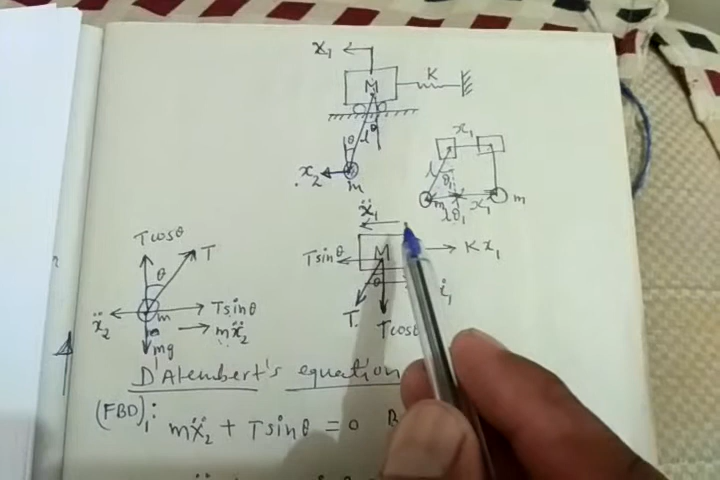 x₁
M
K
θ
l
θ
x₂
m
x₁
l
θ₁
m
x₁
m
lθ₁
ẍ₁
Tsinθ
M
Kx₁
θ
T
Tcosθ
Tcosθ
T
θ
ẍ₂
m
Tsinθ
mẍ₂
mg
D'Alembert's equation
(FBD)₁: mẍ₂ + Tsinθ = 0